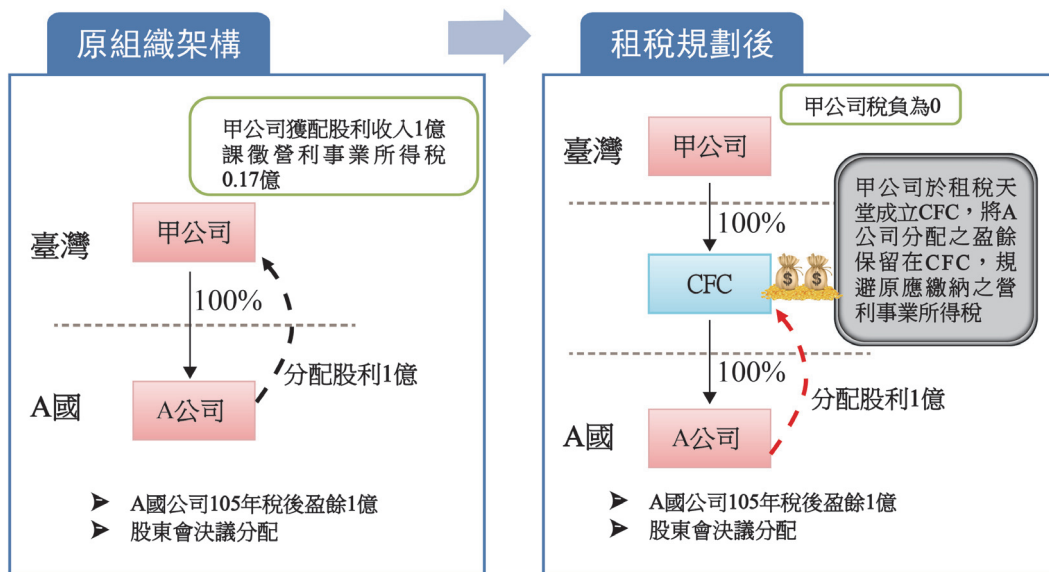 原組織架構
甲公司獲配股利收入1億
課徵營利事業所得稅
0.17億
臺灣
甲公司
100%
分配股利1億
A國
A公司
➤ A國公司105年稅後盈餘1億
➤ 股東會決議分配
租稅規劃後
甲公司稅負為0
臺灣
甲公司
100%
甲公司於租稅天
堂成立CFC，將A
公司分配之盈餘
保留在CFC，規
避原應繳納之營
利事業所得稅
CFC
$ $
100%
分配股利1億
A國
A公司
➤ A國公司105年稅後盈餘1億
➤ 股東會決議分配